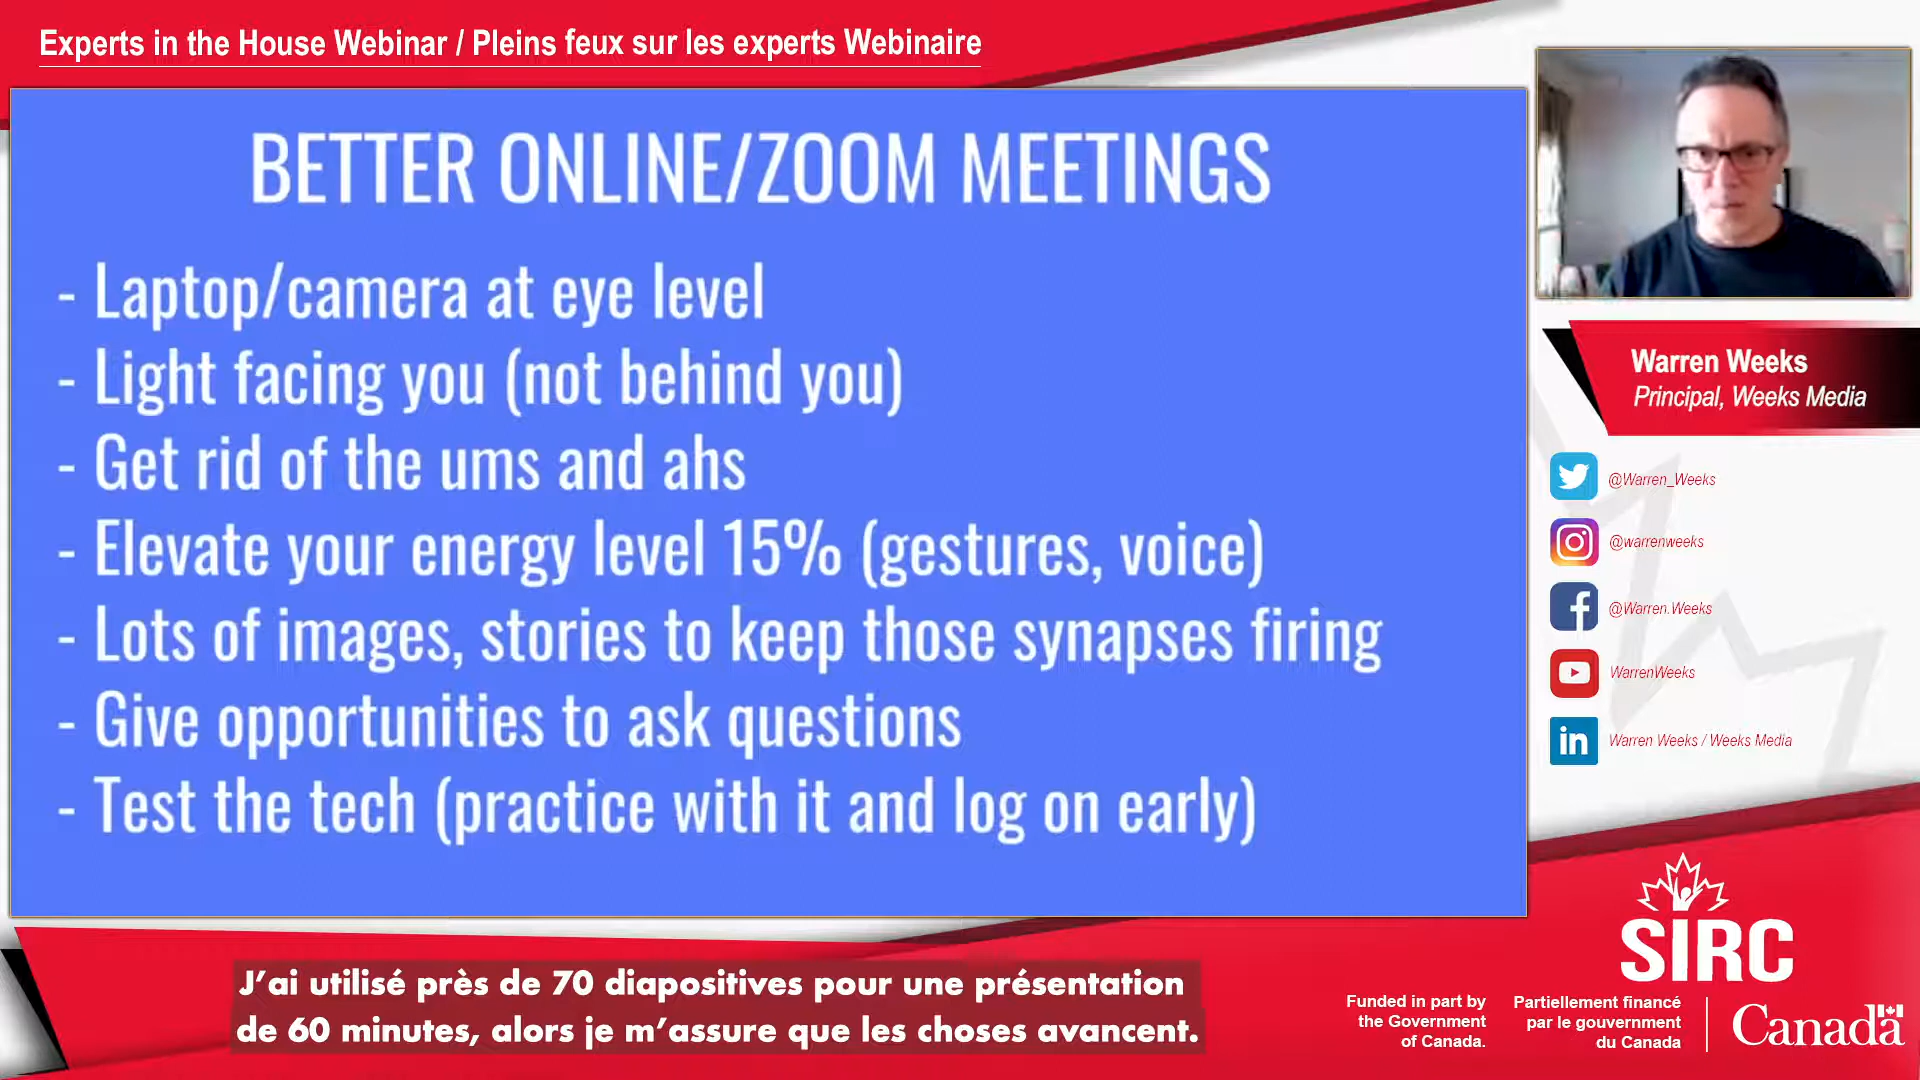 Experts in the House Webinar / Pleins feux sur les experts Webinaire
BETTER ONLINE/ZOOM MEETINGS
- Laptop/camera at eye level
- Light facing you (not behind you)
- Get rid of the ums and ahs
- Elevate your energy level 15% (gestures, voice)
- Lots of images, stories to keep those synapses firing
- Give opportunities to ask questions
- Test the tech (practice with it and log on early)
Warren Weeks
Principal, Weeks Media
@Warren_Weeks
@warrenweeks
@Warren.Weeks
WarrenWeeks
in
Warren Weeks / Weeks Media
SIRC
Funded in part by
the Government
of Canada.
Partiellement financé
par le gouvernement
du Canada
Canada
J'ai utilisé près de 70 diapositives pour une présentation
de 60 minutes, alors je m'assure que les choses avancent.